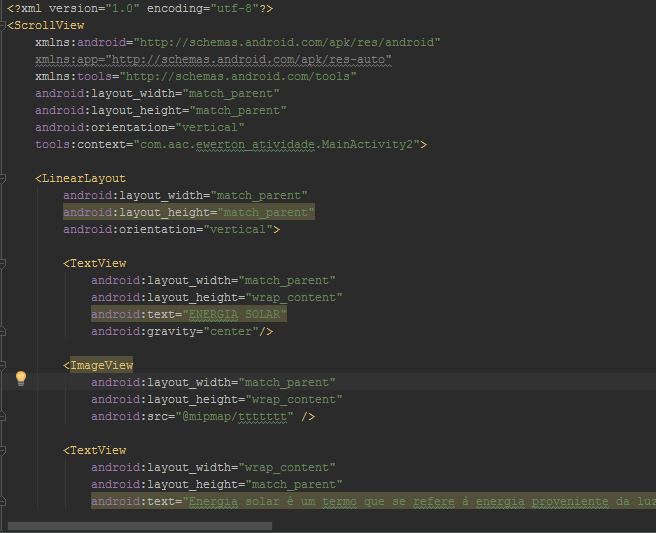 <?xml version="1.0" encoding="utf-8"?>
<ScrollView
xmlns:android="http://schemas.android.com/apk/res/android"
xmlns:app="http://schemas.android.com/apk/res-auto"
xmlns:tools="http://schemas.android.com/tools"
android:layout_width="match_parent"
android:layout_height="match_parent"
android:orientation="vertical"
tools:context="com.aac.ewerton_atividade.MainActivity2">
<LinearLayout
android:layout_width="match_parent"
android:layout_height="match_parent"
android:orientation="vertical">
<TextView
android:layout_width="match_parent"
android:layout_height="wrap_content"
android:text="ENERGIA SOLAR"
android:gravity="center"/>
<ImageView
android:layout_width="match_parent"
android:layout_height="wrap_content"
android:src="@mipmap/ttttttt" />
<TextView
android:layout_width="wrap_content"
android:layout_height="match_parent"
android:text="Energia solar é um termo que se refere à energia proveniente da luz